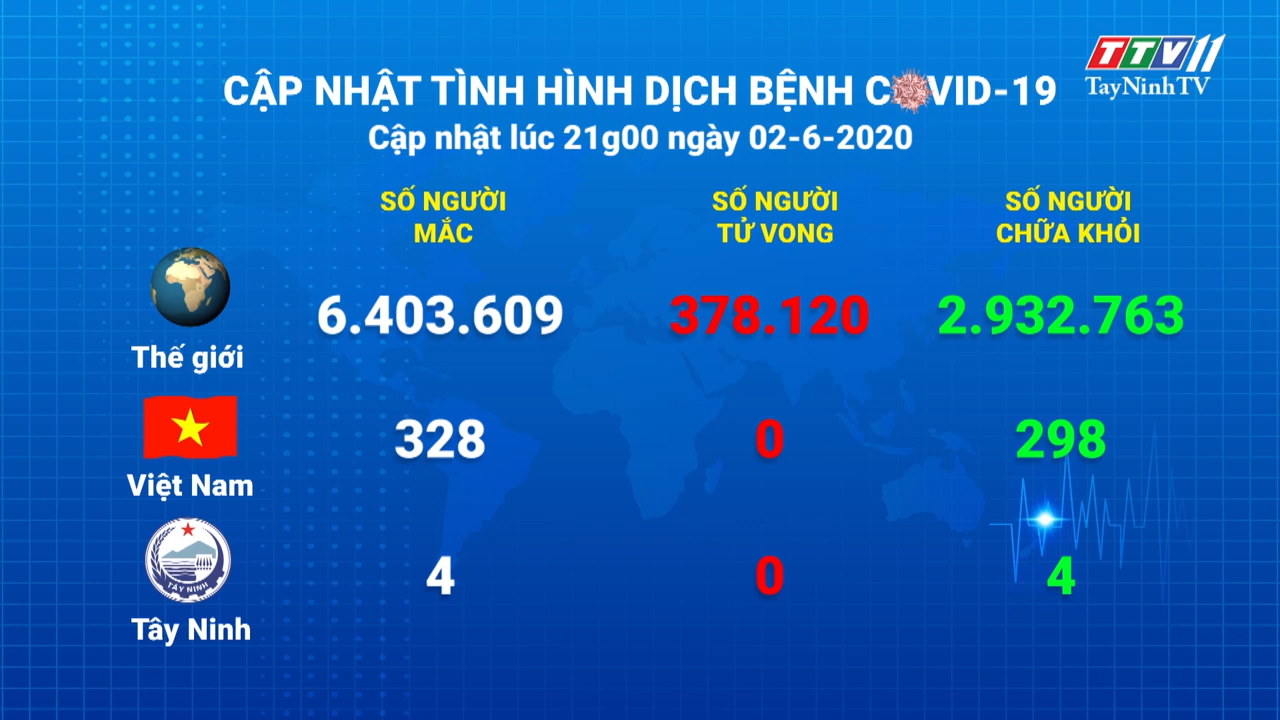 TTV11
TayNinhTV
CẬP NHẬT TÌNH HÌNH DỊCH BỆNH COVID-19
Cập nhật lúc 21g00 ngày 02-6-2020
SỐ NGƯỜI MẮC
SỐ NGƯỜI TỬ VONG
SỐ NGƯỜI CHỮA KHỎI
Thế giới
6.403.609
378.120
2.932.763
Việt Nam
328
0
298
TÂY NINH
Tây Ninh
4
0
4